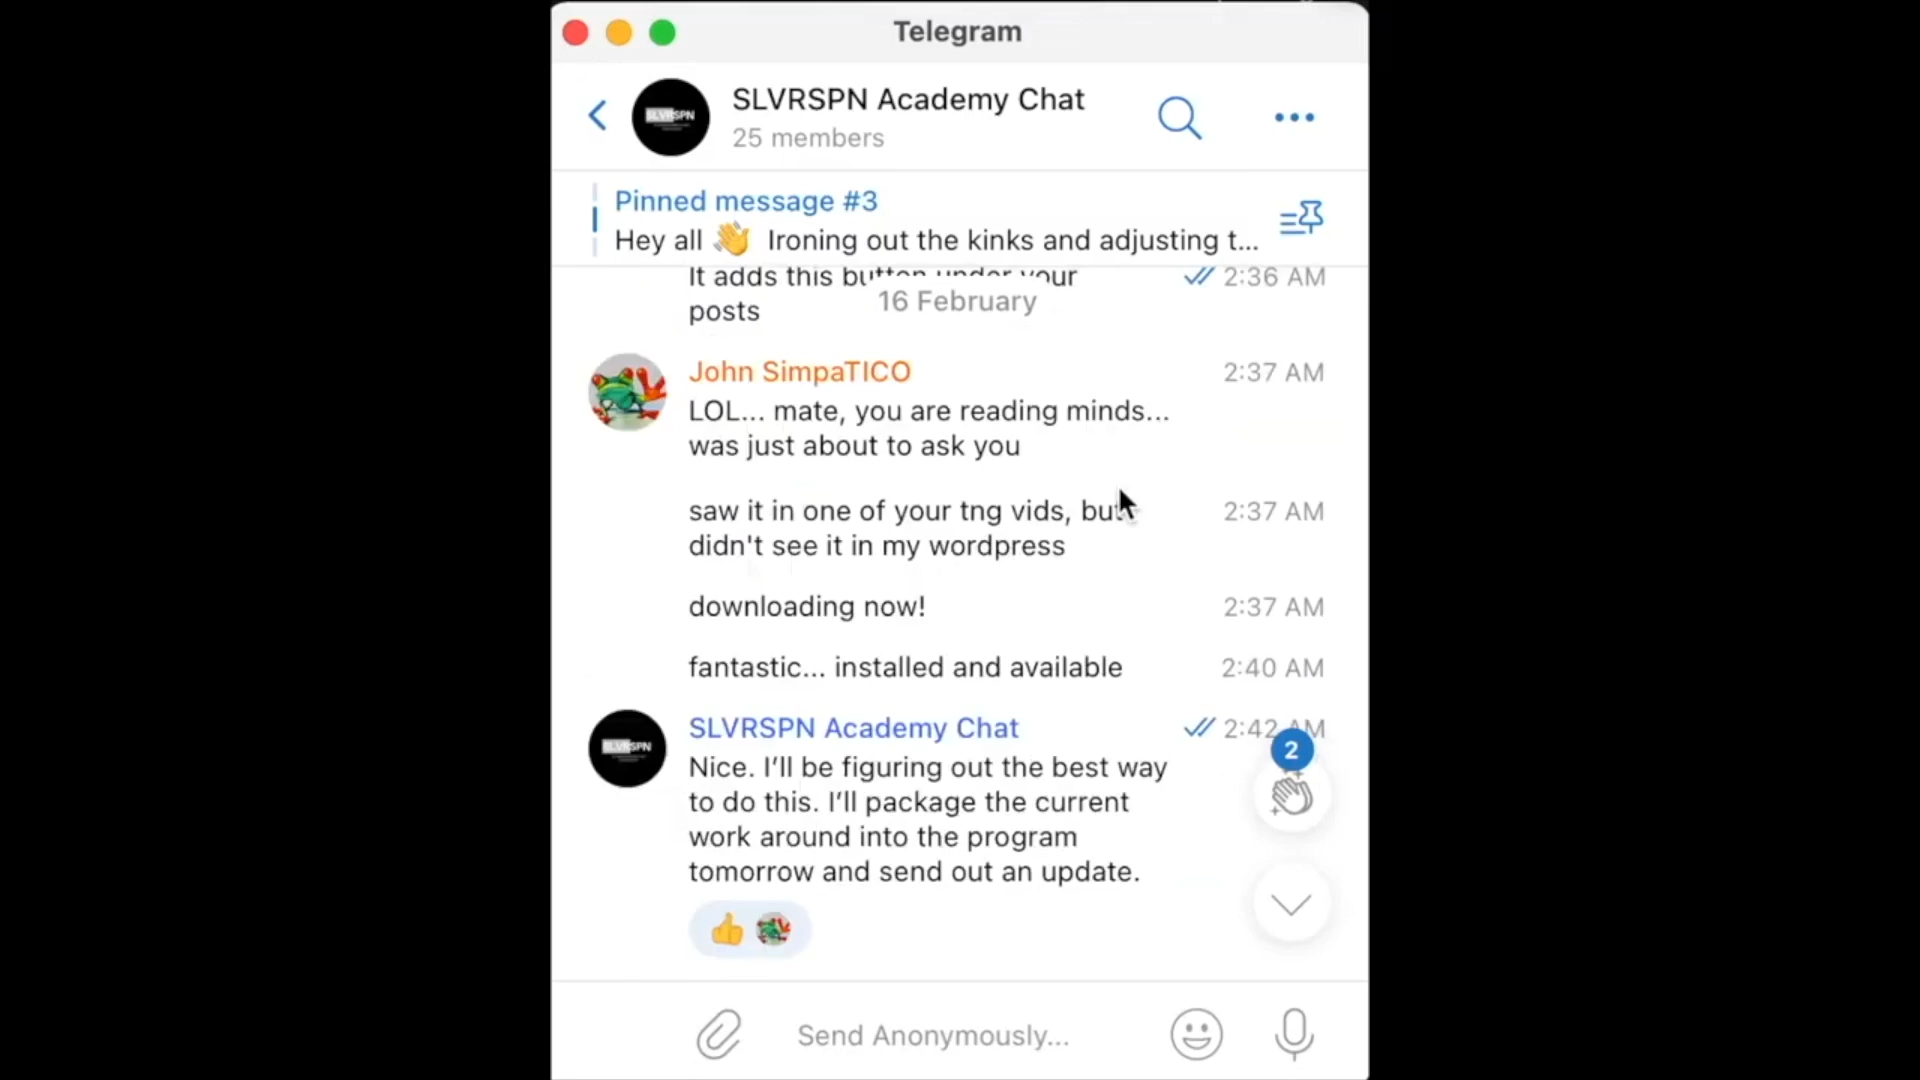 Telegram
SLVRSPN Academy Chat
25 members
Pinned message #3
Hey all 👋 Ironing out the kinks and adjusting t...
It adds this button under your
2:36 AM
posts
16 February
John SimpaTICO
2:37 AM
LOL... mate, you are reading minds...
was just about to ask you
saw it in one of your tng vids, but
2:37 AM
didn't see it in my wordpress
downloading now!
2:37 AM
fantastic... installed and available
2:40 AM
SLVRSPN Academy Chat
2:42 AM
2
SLVRSPN
Nice. I’ll be figuring out the best way
to do this. I’ll package the current
work around into the program
tomorrow and send out an update.
Send Anonymously...